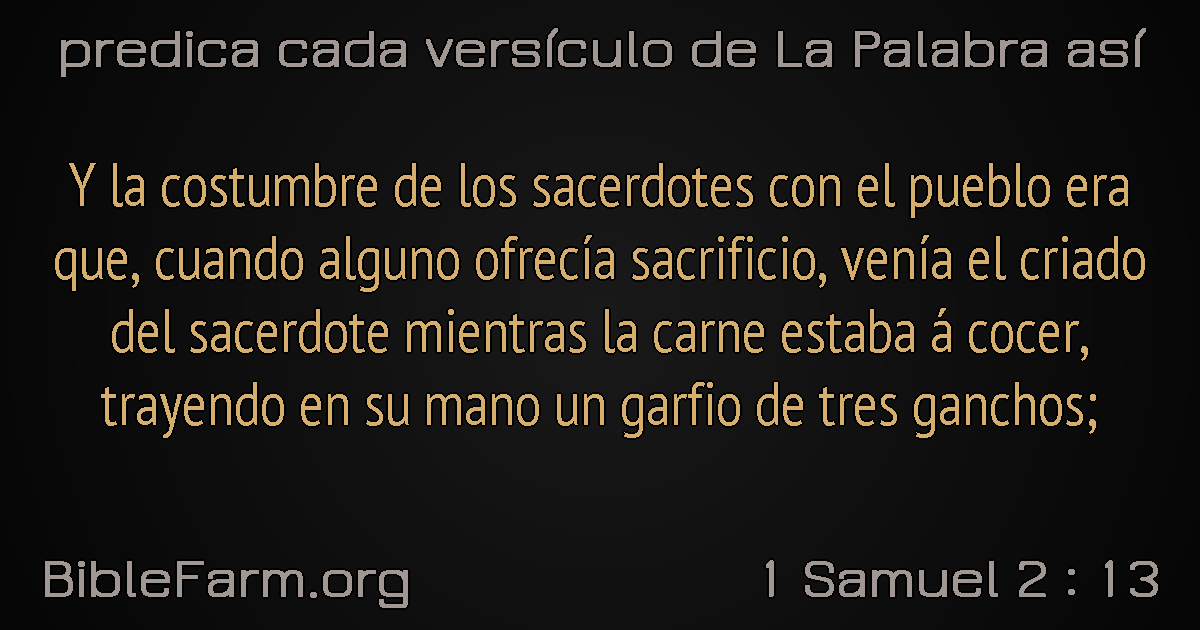 predica cada versículo de La Palabra así
Y la costumbre de los sacerdotes con el pueblo era
que, cuando alguno ofrecía sacrificio, venía el criado
del sacerdote mientras la carne estaba á cocer,
trayendo en su mano un garfio de tres ganchos;
BibleFarm.org
1 Samuel 2 : 13